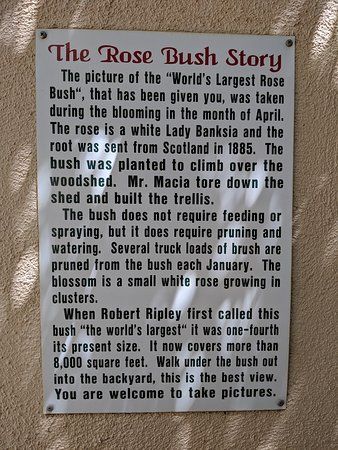 The Rose Bush Story
The picture of the "World's Largest Rose
Bush", that has been given you, was taken
during the blooming in the month of April.
The rose is a white Lady Banksia and the
root was sent from Scotland in 1885. The
bush was planted to climb over the
woodshed. Mr. Macia tore down the
shed and built the trellis.
The bush does not require feeding or
spraying, but it does require pruning and
watering. Several truck loads of brush are
pruned from the bush each January. The
blossom is a small white rose growing in
clusters.
When Robert Ripley first called this
bush "the world's largest" it was one-fourth
its present size. It now covers more than
8,000 square feet. Walk under the bush out
into the backyard, this is the best view.
You are welcome to take pictures.